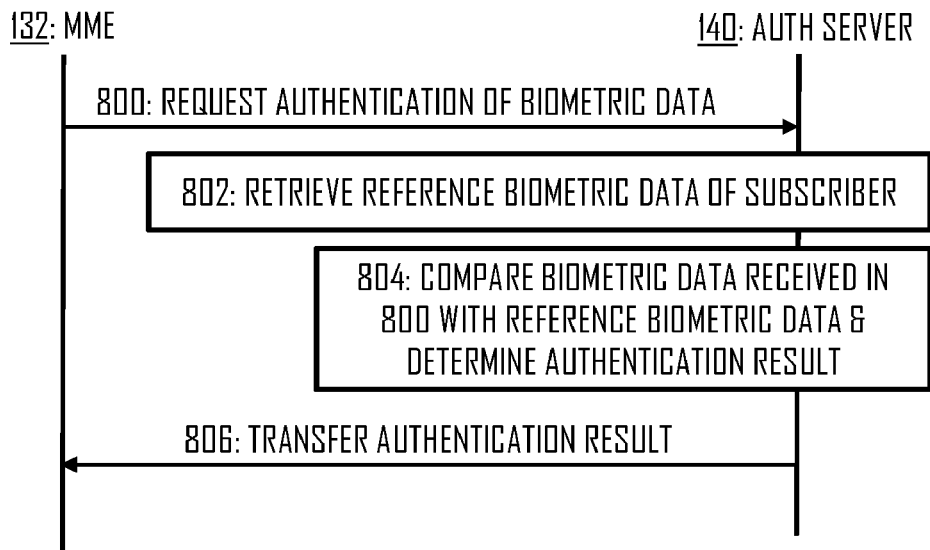 132: MME
140: AUTH SERVER
800: REQUEST AUTHENTICATION OF BIOMETRIC DATA
802: RETRIEVE REFERENCE BIOMETRIC DATA OF SUBSCRIBER
804: COMPARE BIOMETRIC DATA RECEIVED IN
800 WITH REFERENCE BIOMETRIC DATA &
DETERMINE AUTHENTICATION RESULT
806: TRANSFER AUTHENTICATION RESULT